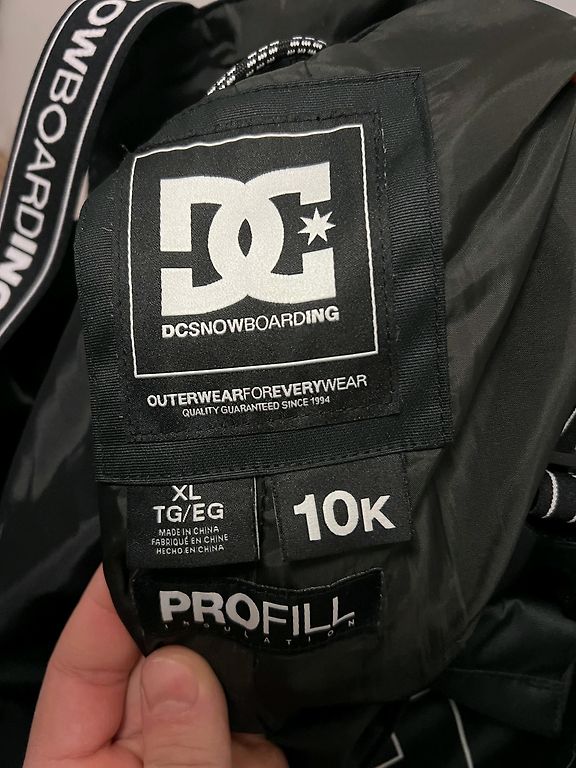 OWBOARDING
DC
DCSNOWBOARDING
OUTERWEARFOREVERYWEAR
QUALITY GUARANTEED SINCE 1994
XL
TG/EG
MADE IN CHINA
FABRIQUÉ EN CHINE
HECHO EN CHINA
10K
PROFILL
INSULATION